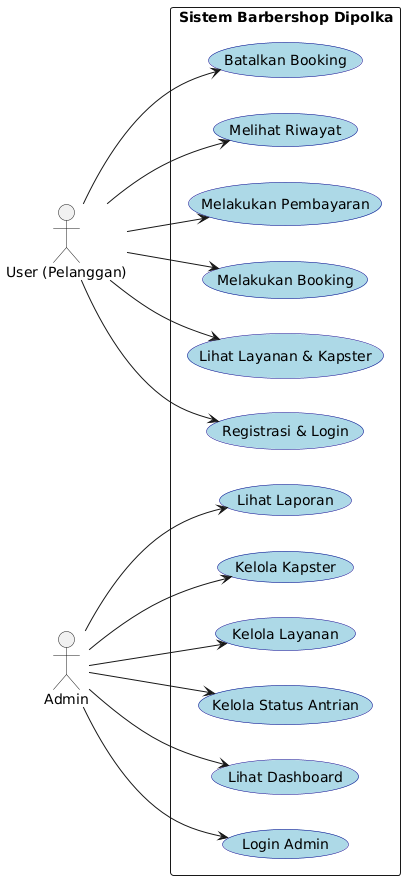 Sistem Barbershop Dipolka
Batalkan Booking
Melihat Riwayat
Melakukan Pembayaran
User (Pelanggan)
Melakukan Booking
Lihat Layanan & Kapster
Registrasi & Login
Lihat Laporan
Kelola Kapster
Kelola Layanan
Admin
Kelola Status Antrian
Lihat Dashboard
Login Admin